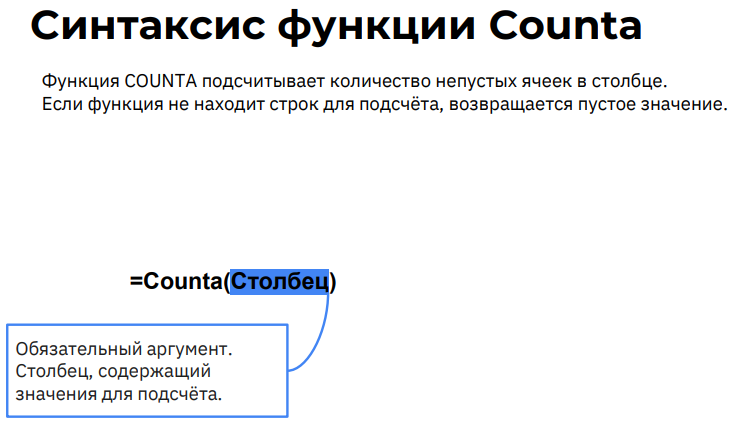 Синтаксис функции Counta
Функция COUNTA подсчитывает количество непустых ячеек в столбце.
Если функция не находит строк для подсчёта, возвращается пустое значение.
=Counta(Столбец)
Обязательный аргумент.
Столбец, содержащий
значения для подсчёта.